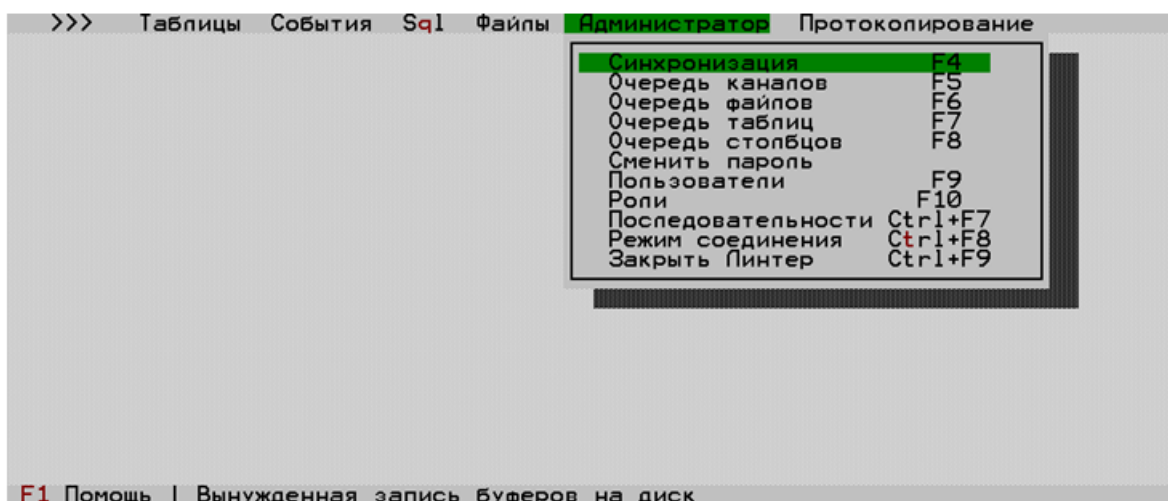 >>> Таблицы События Sql Файлы Администратор Протоколирование
Синхронизация F4
Очередь каналов F5
Очередь файлов F6
Очередь таблиц F7
Очередь столбцов F8
Сменить пароль
Пользователи F9
Роли F10
Последовательности Ctrl+F7
Режим соединения Ctrl+F8
Закрыть Линтер Ctrl+F9
F1 Помощь | Вынужденная запись буферов на диск